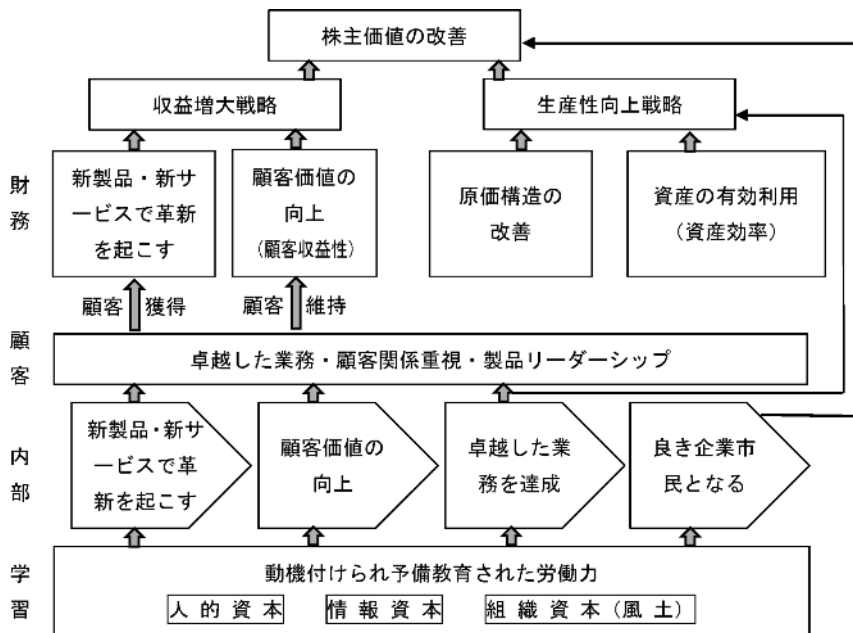 株主価値の改善
収益増大戦略
生産性向上戦略
財務
新製品・新サ
ービスで革新
を起こす
顧客価値の
向上
(顧客収益性)
原価構造の
改善
資産の有効利用
(資産効率)
顧客 獲得
顧客 維持
顧客
卓越した業務・顧客関係重視・製品リーダーシップ
内部
新製品・新サ
ービスで革
新を起こす
顧客価値の
向上
卓越した業
務を達成
良き企業市
民となる
学習
動機付けられ予備教育された労働力
人的資本
情報資本
組織資本(風土)